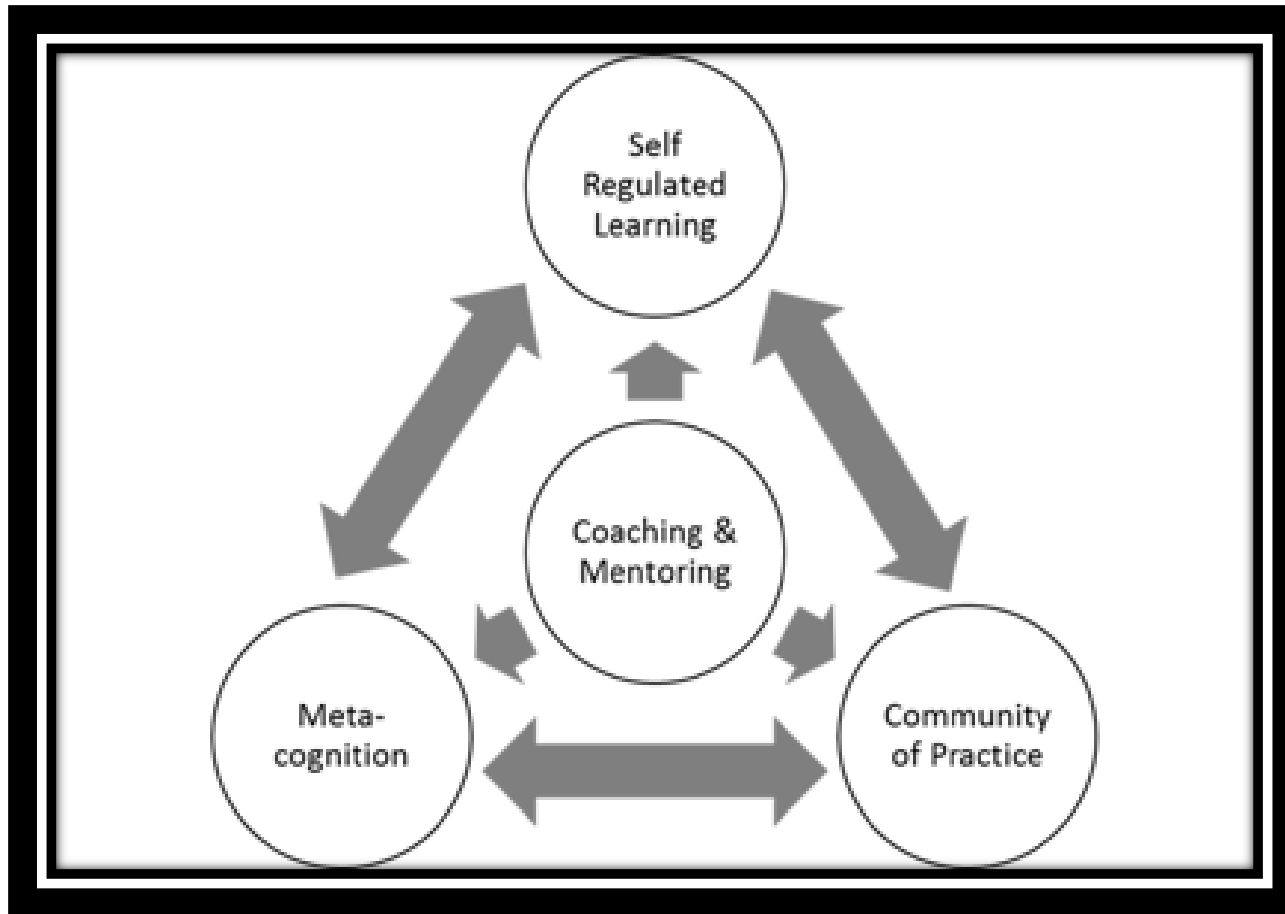 Self
Regulated
Learning
Coaching &
Mentoring
Meta-
cognition
Community
of Practice